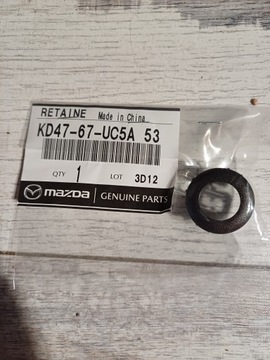 RETAINE Made in China
KD47-67-UC5A 53
QTY 1 LOT 3D12
mazda GENUINE PARTS